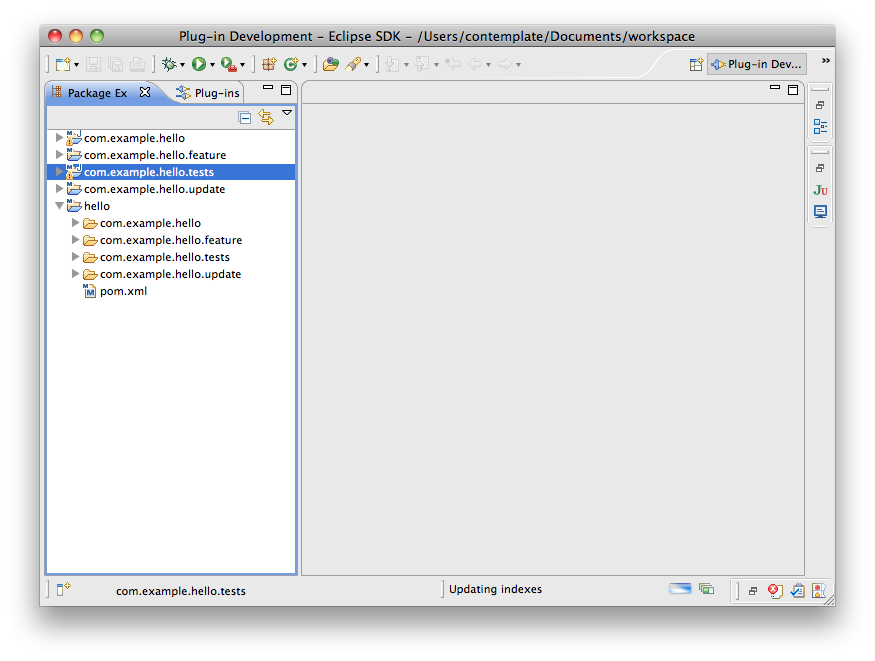 Plug-in Development – Eclipse SDK – /Users/contemplate/Documents/workspace
Plug-in Dev... »
Package Ex Plug-ins
com.example.hello
com.example.hello.feature
com.example.hello.tests
com.example.hello.update
hello
com.example.hello
com.example.hello.feature
com.example.hello.tests
com.example.hello.update
pom.xml
Ju
com.example.hello.tests
Updating indexes